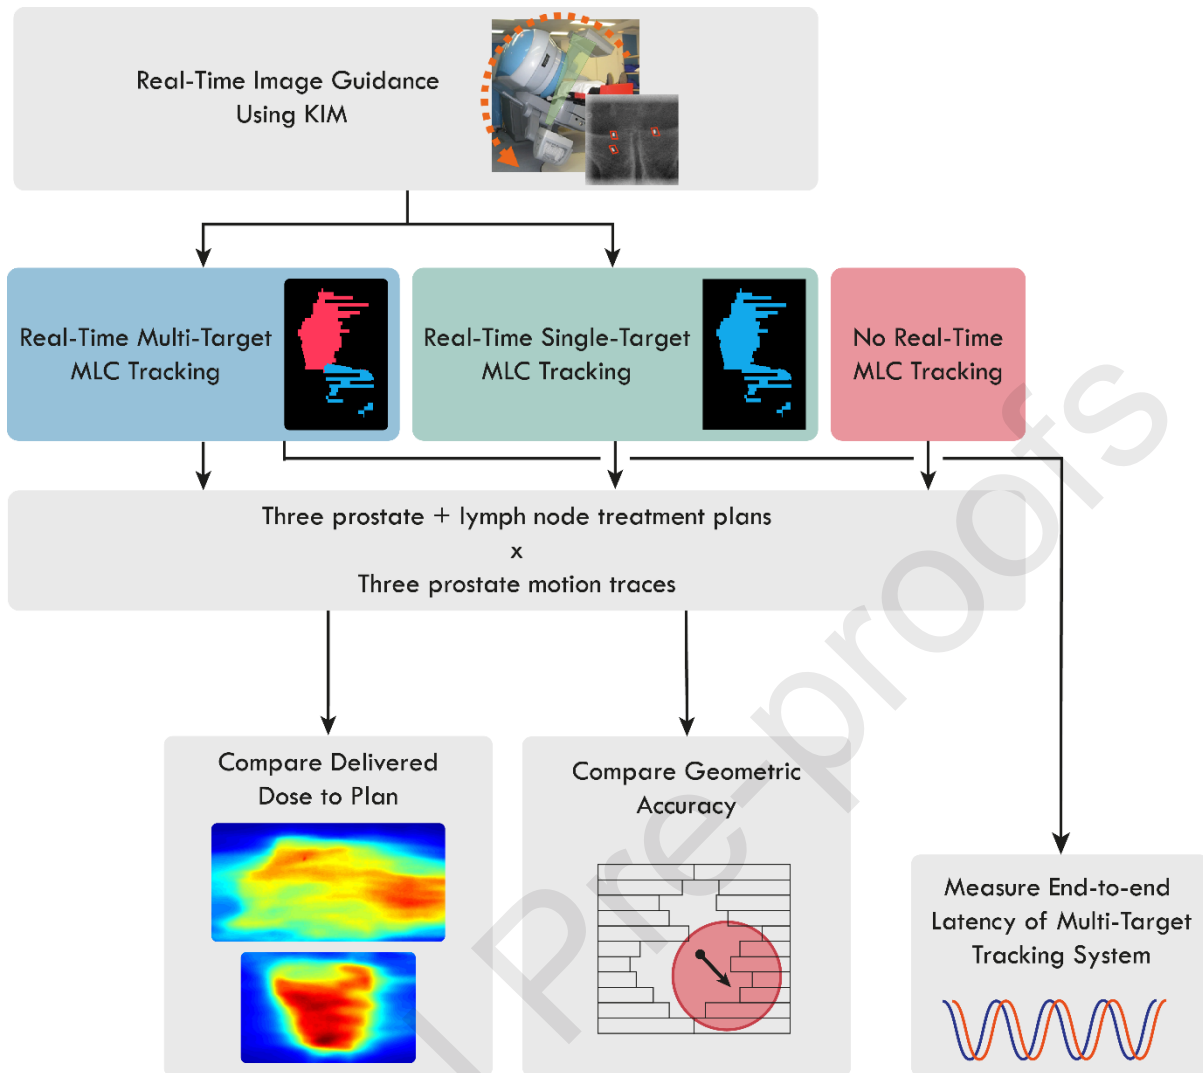 Real-Time Image Guidance
Using KIM
Real-Time Multi-Target
MLC Tracking
Real-Time Single-Target
MLC Tracking
No Real-Time
MLC Tracking
Three prostate + lymph node treatment plans
x
Three prostate motion traces
Compare Delivered
Dose to Plan
Compare Geometric
Accuracy
Measure End-to-end
Latency of Multi-Target
Tracking System
Pre-proofs